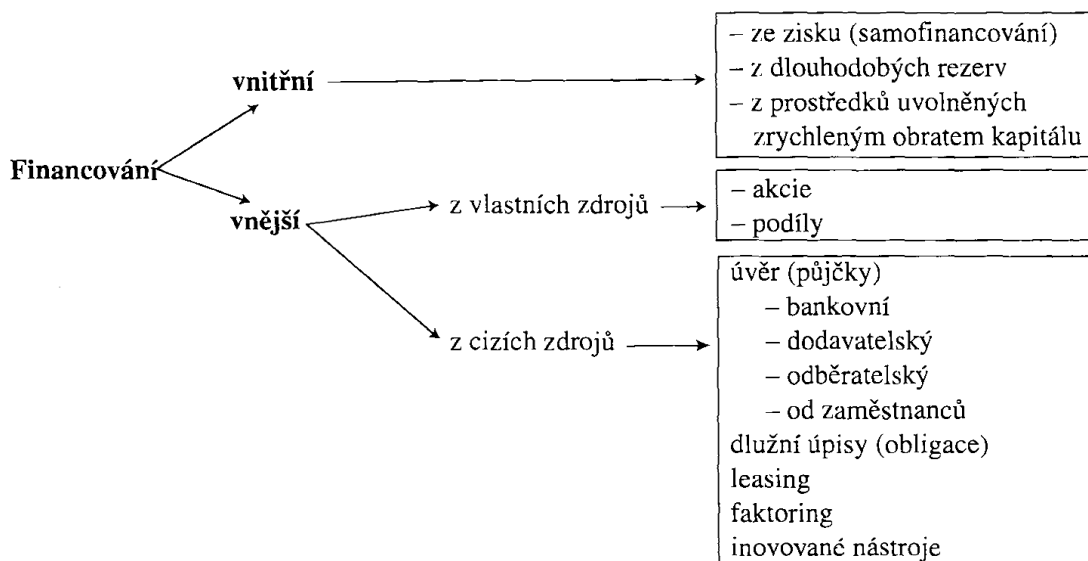 Financování
vnitřní
– ze zisku (samofinancování)
– z dlouhodobých rezerv
– z prostředků uvolněných
zrychleným obratem kapitálu
vnější
z vlastních zdrojů
– akcie
– podíly
z cizích zdrojů
úvěr (půjčky)
– bankovní
– dodavatelský
– odběratelský
– od zaměstnanců
dlužní úpisy (obligace)
leasing
faktoring
inovované nástroje